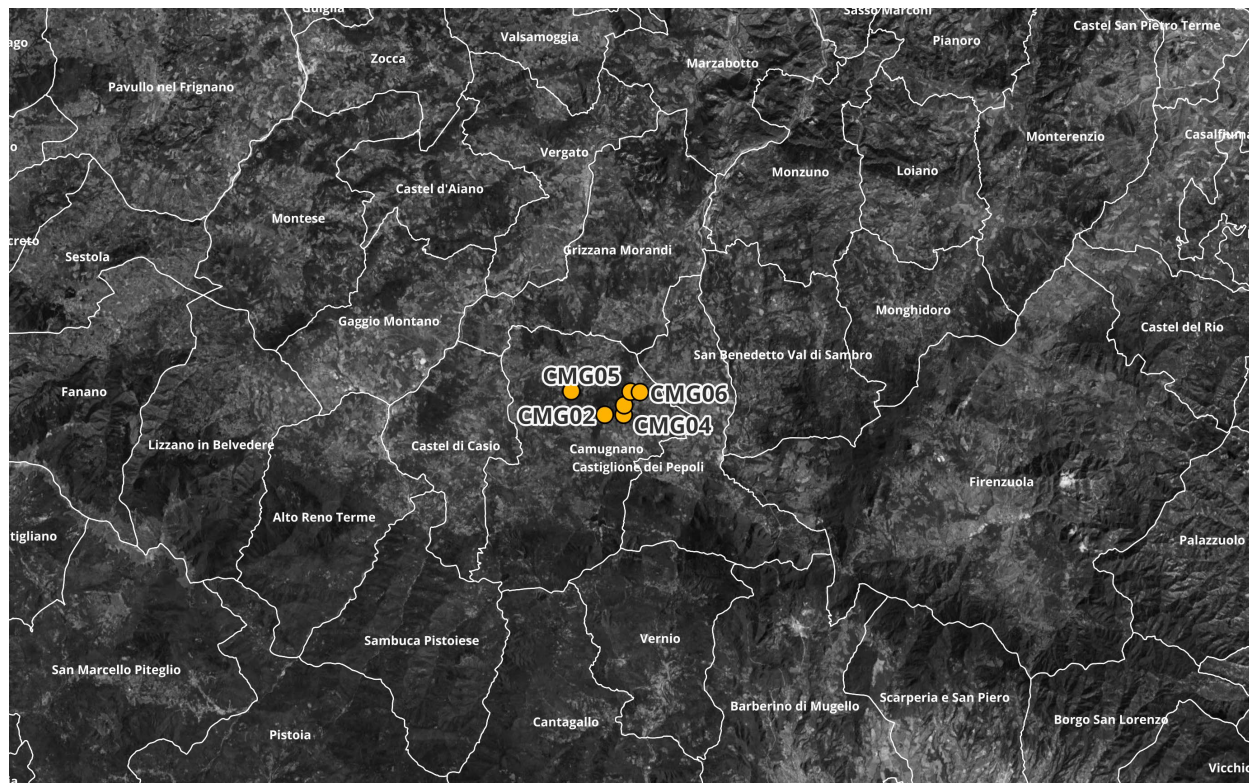 Guiglia
Sasso Marconi
Castel San Pietro Terme
Valsamoggia
Pianoro
Zocca
Marzabotto
Pavullo nel Frignano
Monterenzio
Vergato
Loiano
Monzuno
Castel d'Aiano
Montese
Grizzana Morandi
Sestola
Monghidoro
Gaggio Montano
Castel del Rio
San Benedetto Val di Sambro
CMG05
Fanano
CMG06
CMG02
CMG04
Lizzano in Belvedere
Castel di Casio
Camugnano
Castiglione dei Pepoli
Firenzuola
Alto Reno Terme
tigliano
Palazzuolo
Sambuca Pistoiese
Vernio
San Marcello Piteglio
Scarperia e San Piero
Barberino di Mugello
Cantagallo
Borgo San Lorenzo
Pistoia
Vicchio